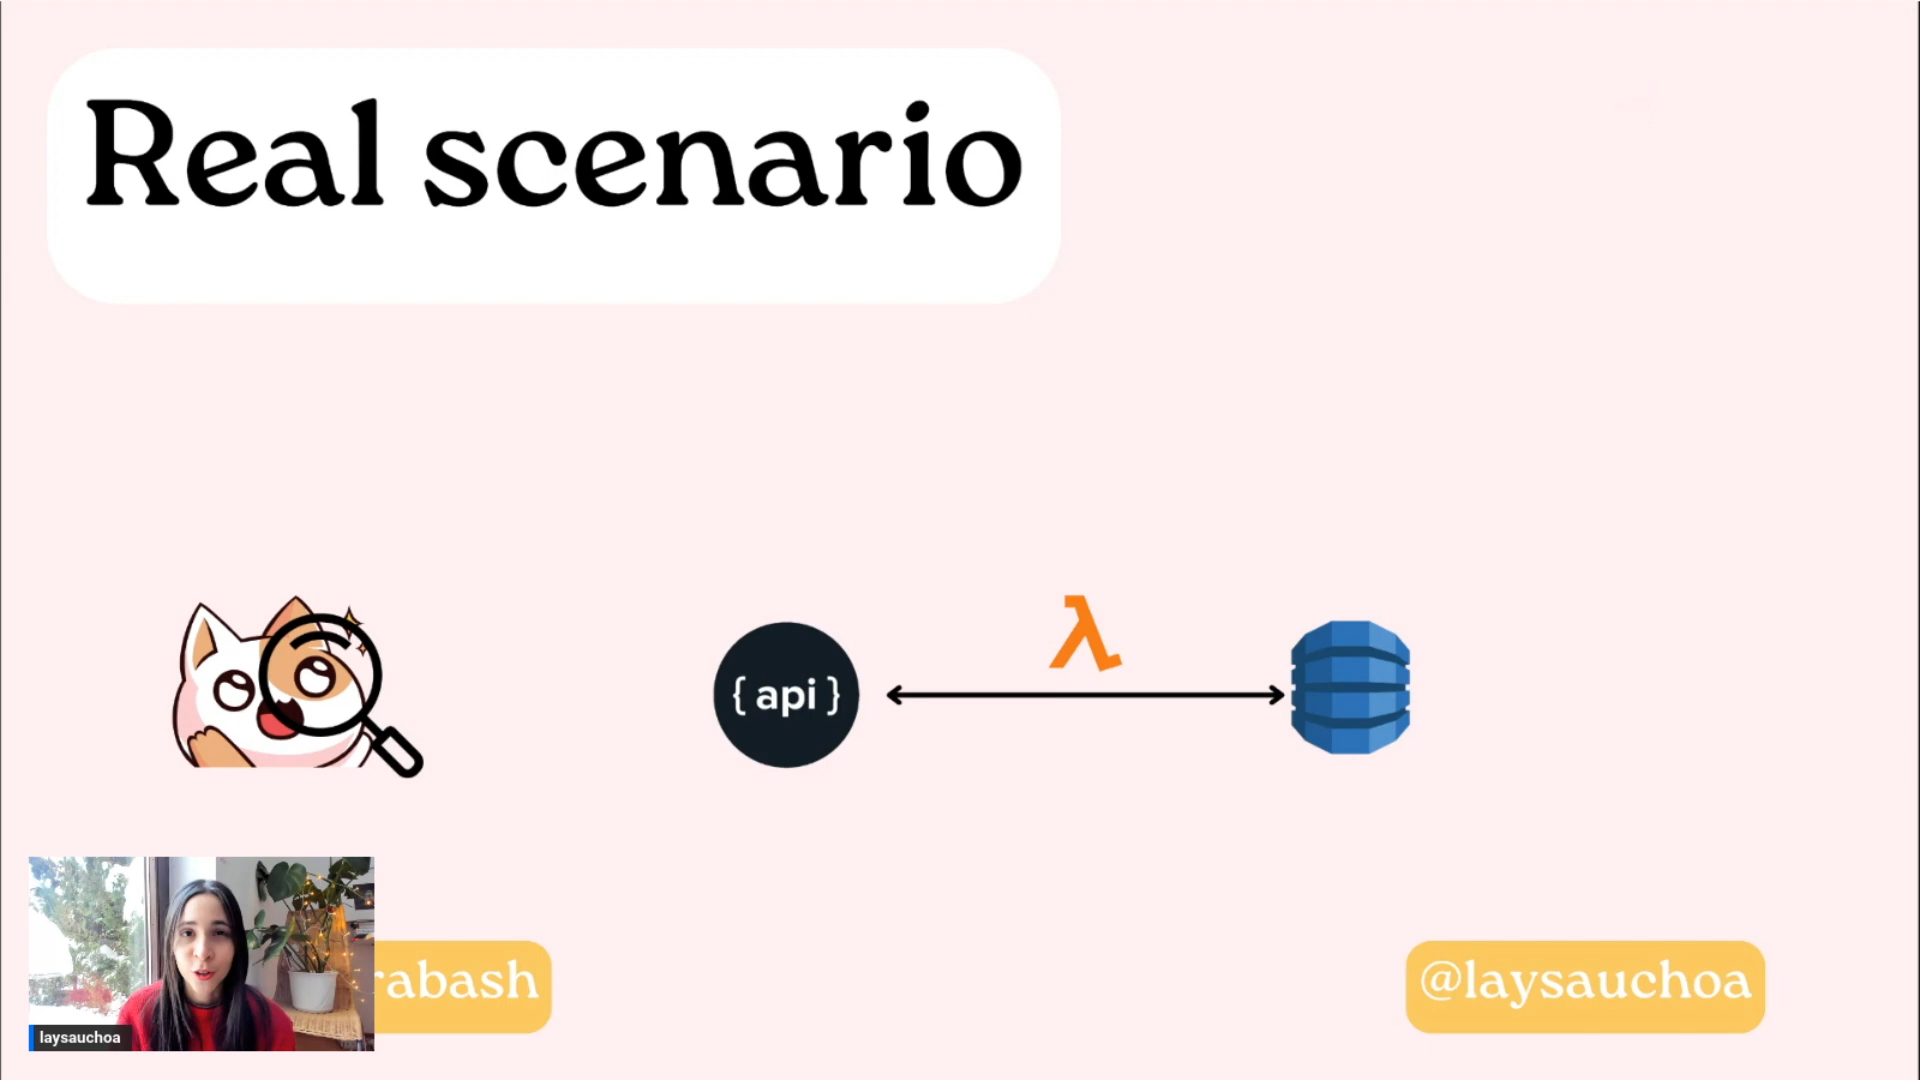 Real scenario
{ api }
λ
rabash
@laysauchoa
laysauchoa